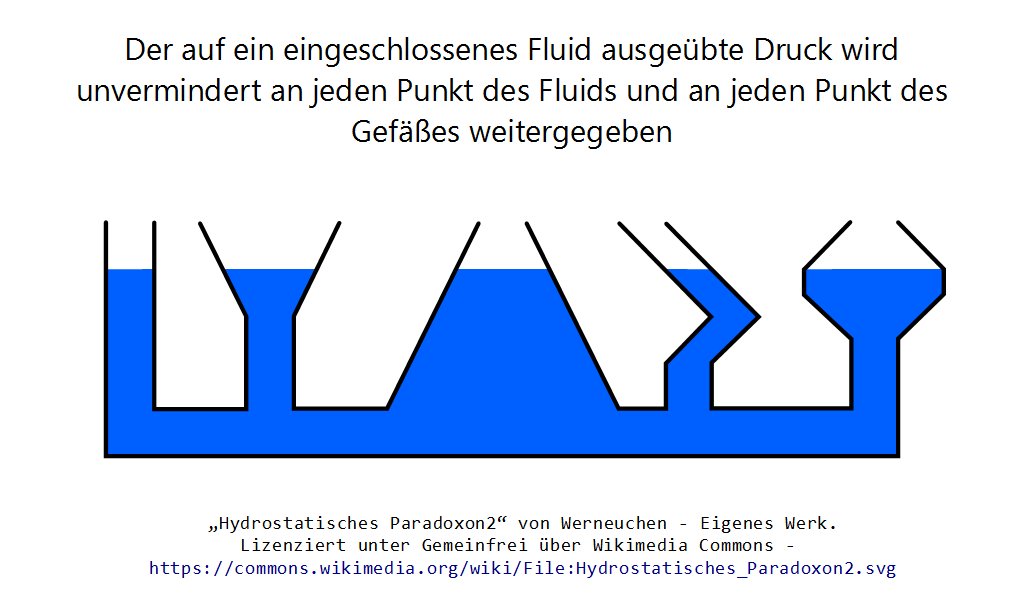 Der auf ein eingeschlossenes Fluid ausgeübte Druck wird
unvermindert an jeden Punkt des Fluids und an jeden Punkt des
Gefäßes weitergegeben
„Hydrostatisches Paradoxon2“ von Werneuchen - Eigenes Werk.
Lizenziert unter Gemeinfrei über Wikimedia Commons -
https://commons.wikimedia.org/wiki/File:Hydrostatisches_Paradoxon2.svg